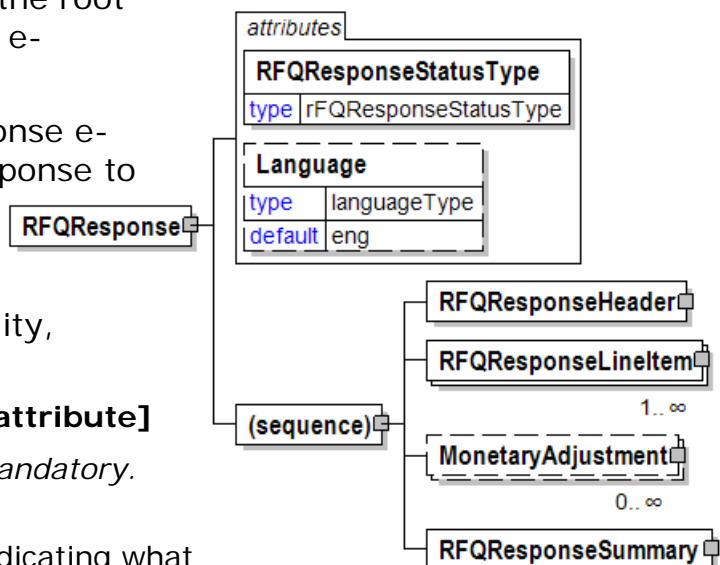 the root
e-
onse e-
ponse to
ity,
attribute]
andatory.
dicating what
attributes
RFQResponseStatusType
type rFQResponseStatusType
Language
type languageType
default eng
RFQResponse
RFQResponseHeader
RFQResponseLineItem
1.. ∞
(sequence)
MonetaryAdjustment
0.. ∞
RFQResponseSummary